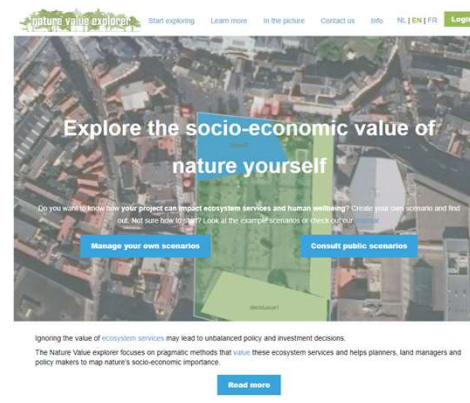 nature value explorer Start exploring Learn more In the picture Contact us Info NL | EN | FR Login
Explore the socio-economic value of
nature yourself
Do you want to know how your project can impact ecosystem services and human wellbeing? Create your own scenario and find
out. Not sure how to start? Look at the example scenarios or check out our
Manage your own scenarios Consult public scenarios
Ignoring the value of ecosystem services may lead to unbalanced policy and investment decisions.
The Nature Value explorer focuses on pragmatic methods that value these ecosystem services and helps planners, land managers and
policy makers to map nature's socio-economic importance.
Read more